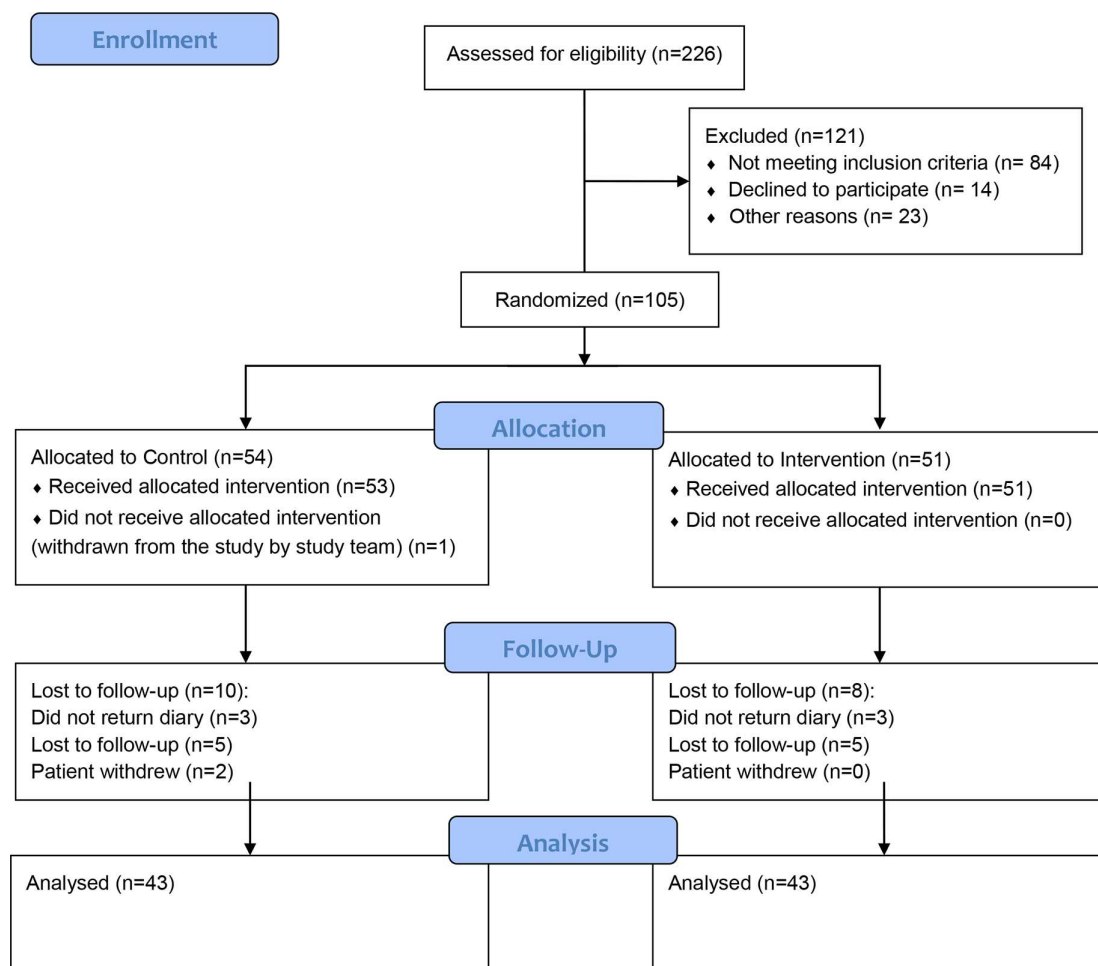 Enrollment
Assessed for eligibility (n=226)
Excluded (n=121)
♦ Not meeting inclusion criteria (n= 84)
♦ Declined to participate (n= 14)
♦ Other reasons (n= 23)
Randomized (n=105)
Allocation
Allocated to Control (n=54)
♦ Received allocated intervention (n=53)
♦ Did not receive allocated intervention
(withdrawn from the study by study team) (n=1)
Allocated to Intervention (n=51)
♦ Received allocated intervention (n=51)
♦ Did not receive allocated intervention (n=0)
Follow-Up
Lost to follow-up (n=10):
Did not return diary (n=3)
Lost to follow-up (n=5)
Patient withdrew (n=2)
Lost to follow-up (n=8):
Did not return diary (n=3)
Lost to follow-up (n=5)
Patient withdrew (n=0)
Analysis
Analysed (n=43)
Analysed (n=43)